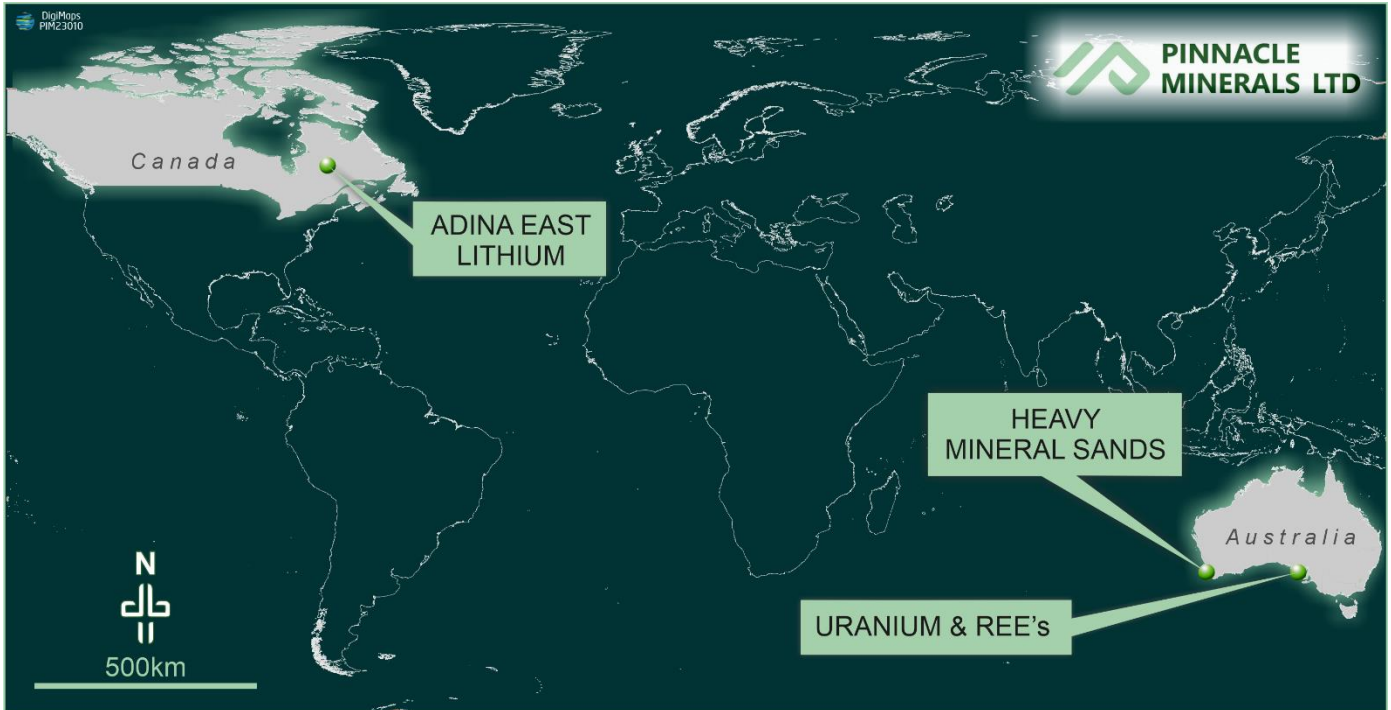 DigiMaps
PIM23010
PINNACLE
MINERALS LTD
Canada
ADINA EAST
LITHIUM
HEAVY
MINERAL SANDS
Australia
URANIUM & REE's
N
500km